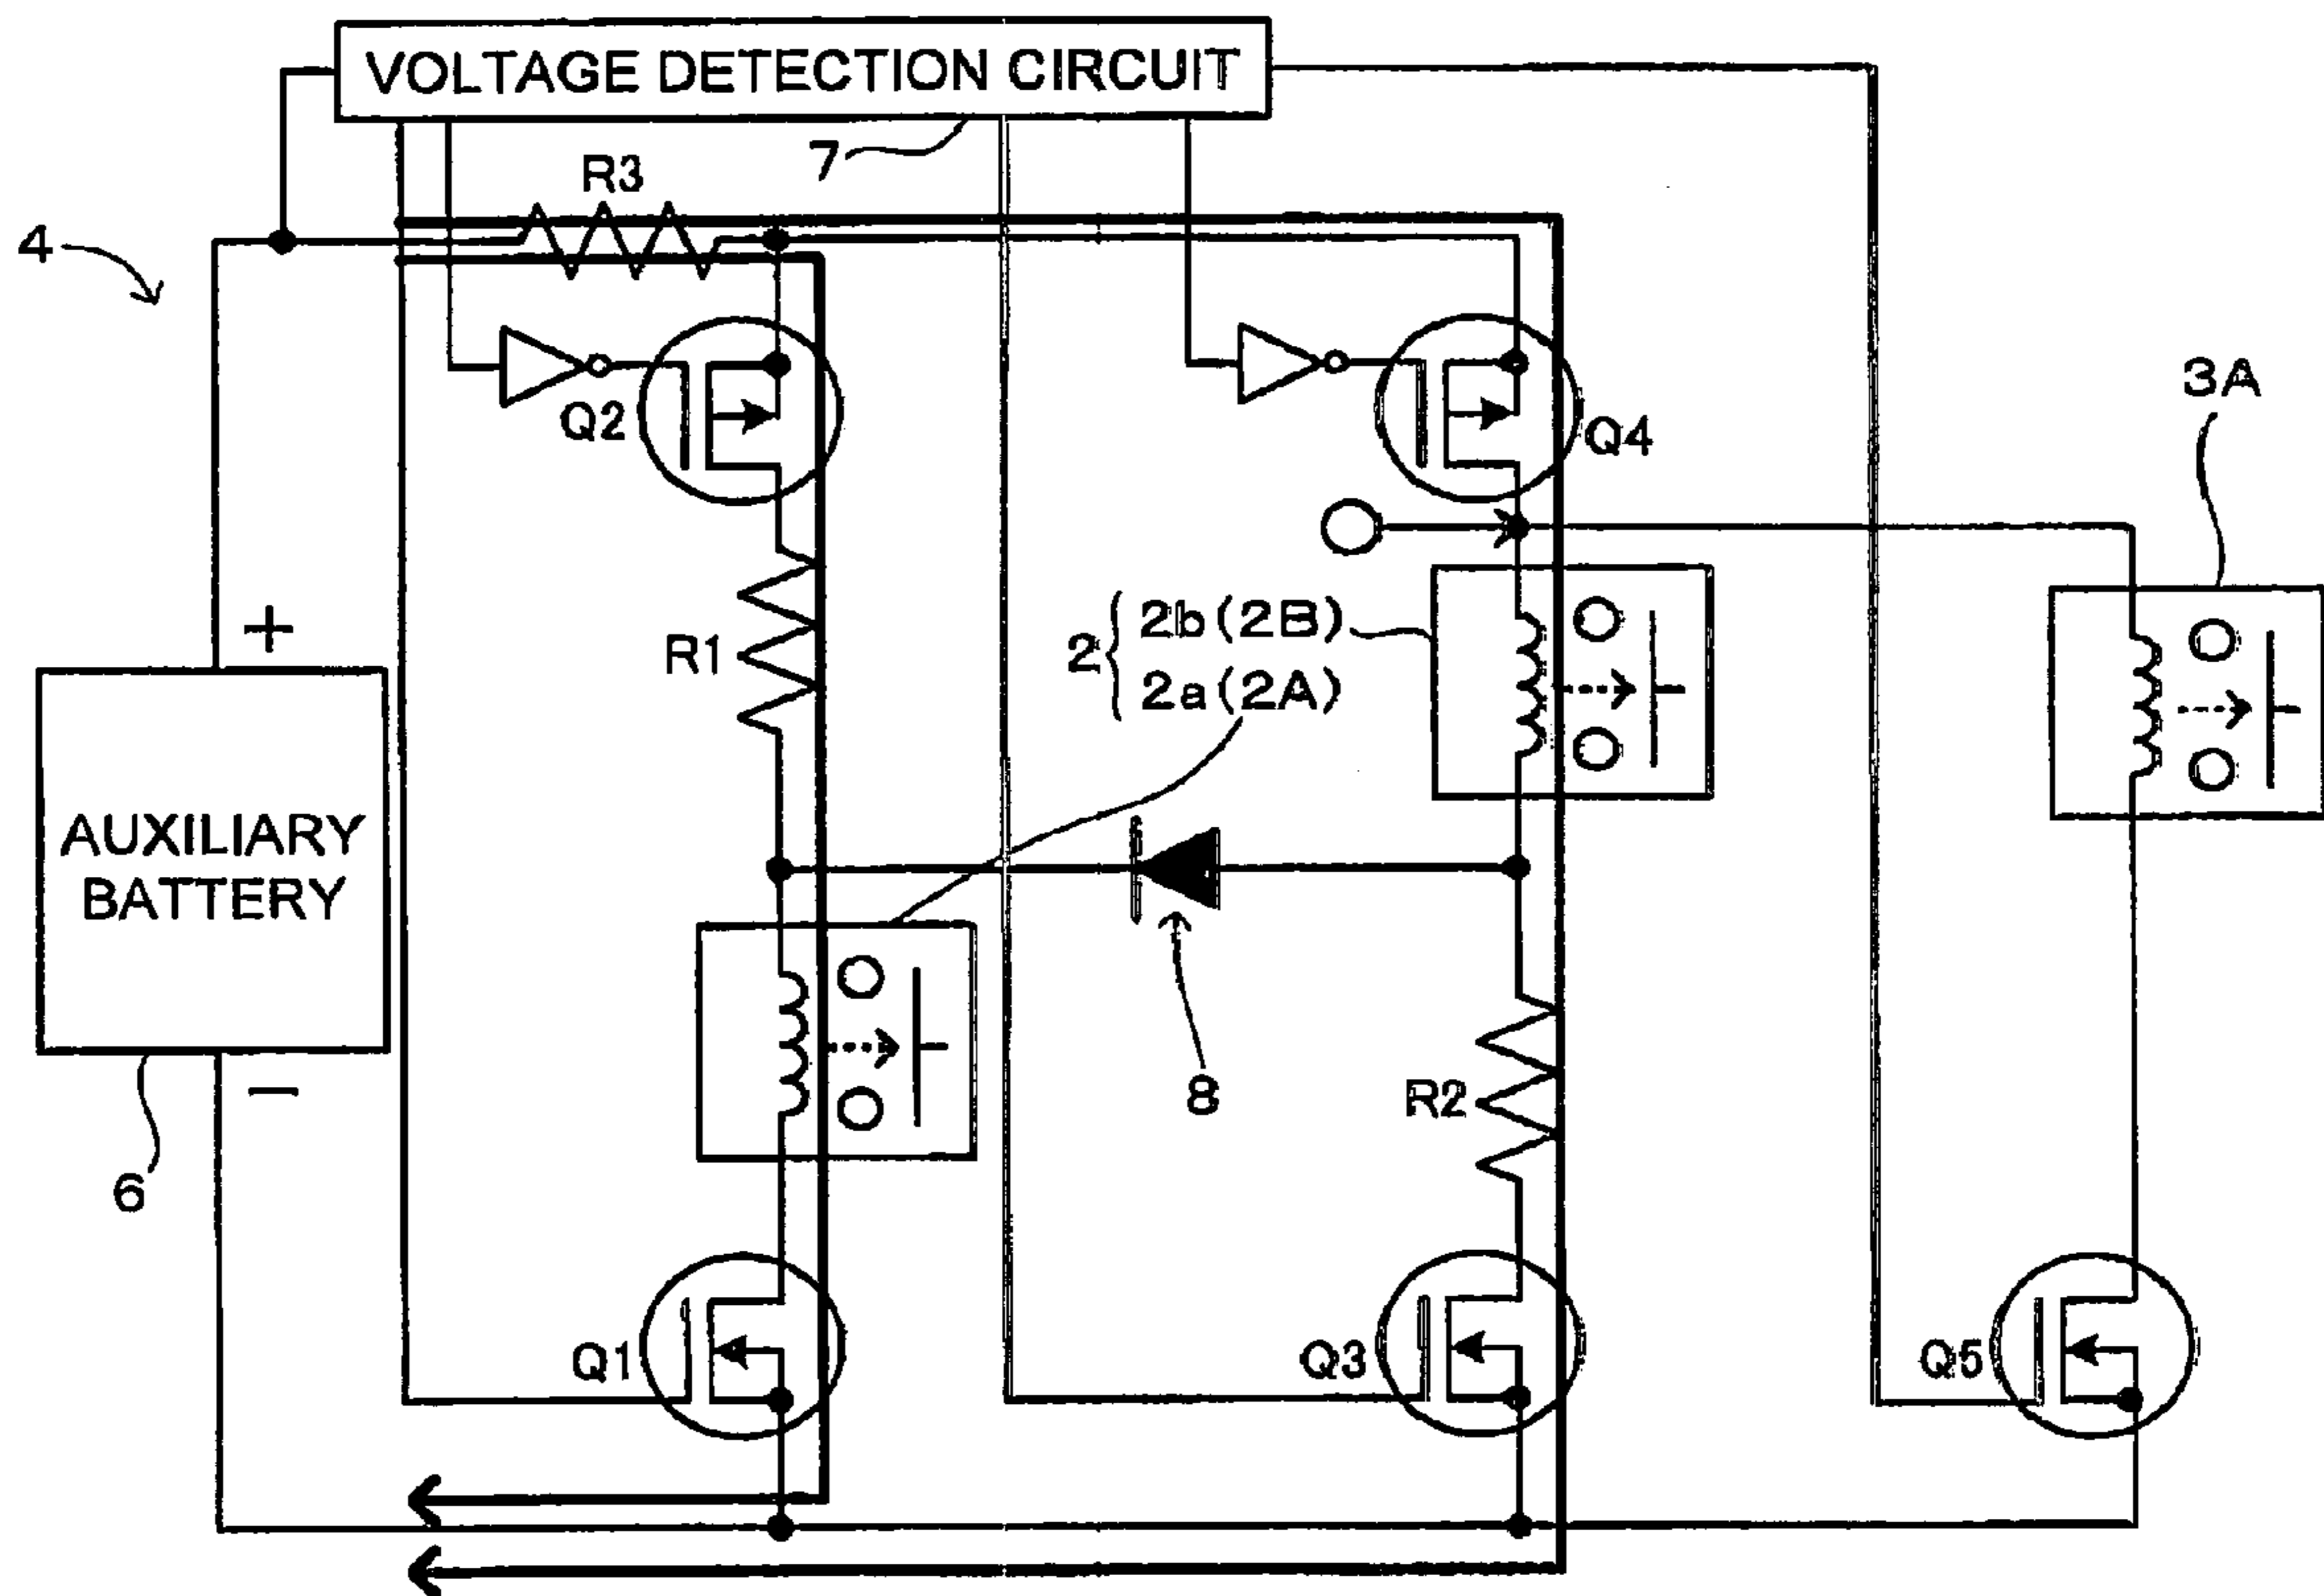 VOLTAGE DETECTION CIRCUIT
7
R3
4
Q2
Q4
3A
+
R1
2{ 2b(2B)
2a(2A)
AUXILIARY
BATTERY
−
8
R2
6
Q1
Q3
Q5